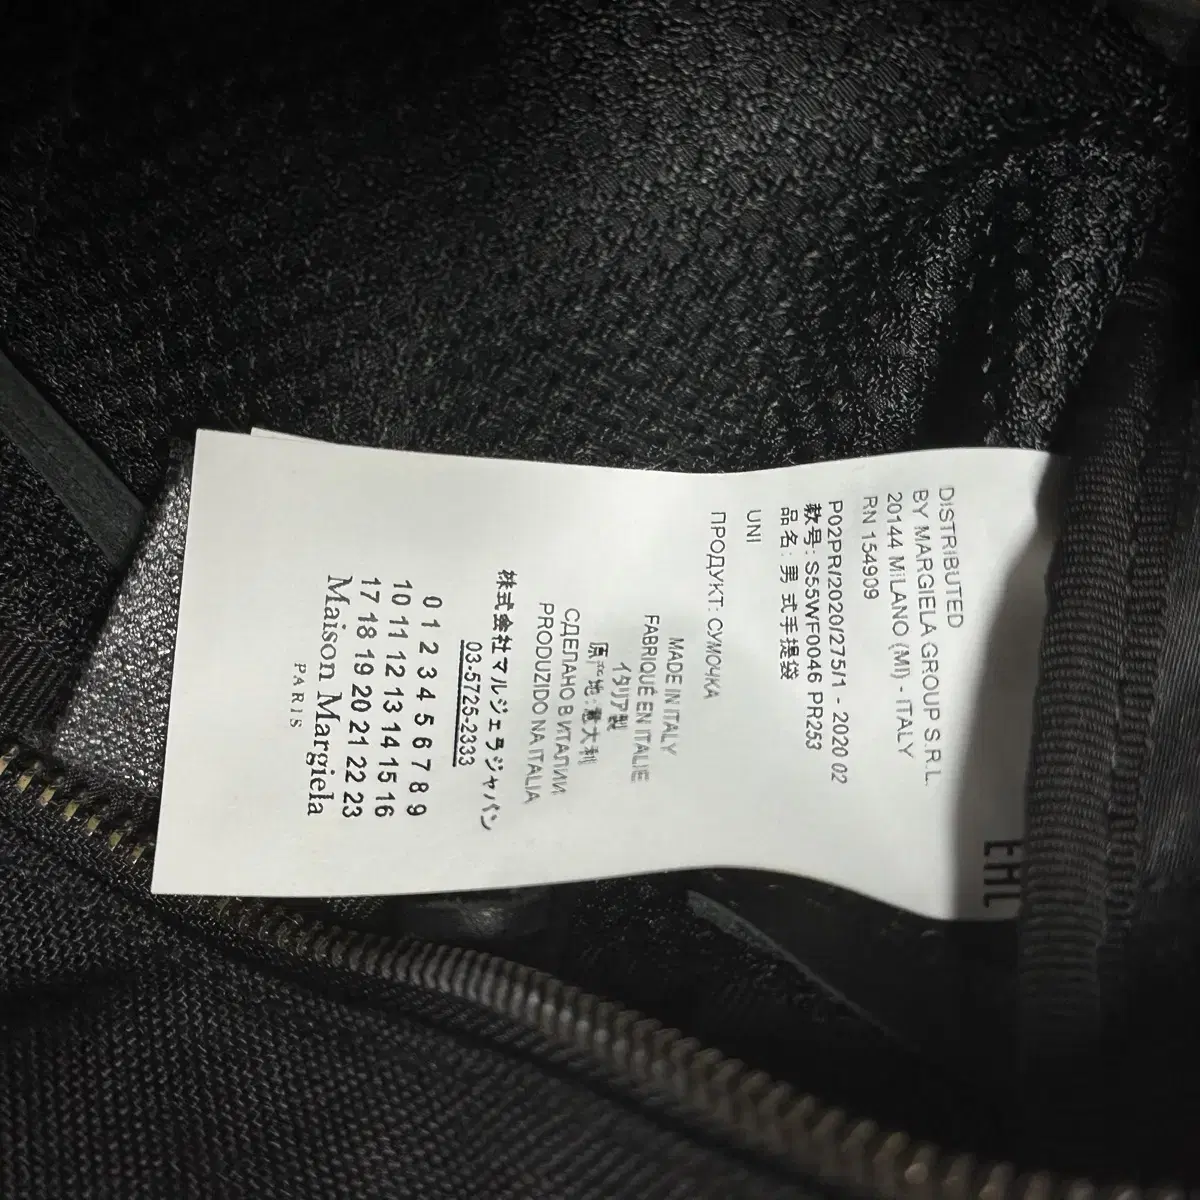 DISTRIBUTED
BY MARGIELA GROUP S.R.L.
20144 MILANO (MI) - ITALY
RN 154909
P02PR/2020/275/1 - 2020 02
款号: S55WF0046 PR253
品名: 男式手提袋
UNI
ПРОДУКТ: СУМОЧКА
MADE IN ITALY
FABRIQUÉ EN ITALIE
イタリア製
原产地: 意大利
СДЕЛАНО В ИТАЛИИ
PRODUZIDO NA ITALIA
株式会社マルジェラジャパン
03-5725-2333
0 1 2 3 4 5 6 7 8 9
10 11 12 13 14 15 16
17 18 19 20 21 22 23
Maison Margiela
PARIS
EAC